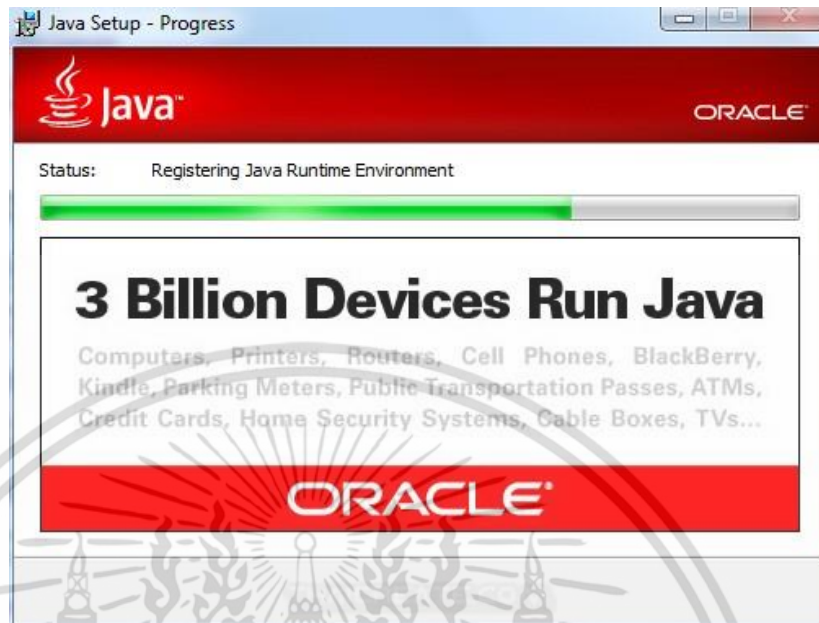 Java Setup - Progress
Java™
ORACLE®
Status: Registering Java Runtime Environment
3 Billion Devices Run Java
Computers, Printers, Routers, Cell Phones, BlackBerry,
Kindle, Parking Meters, Public Transportation Passes, ATMs,
Credit Cards, Home Security Systems, Cable Boxes, TVs...
ORACLE®